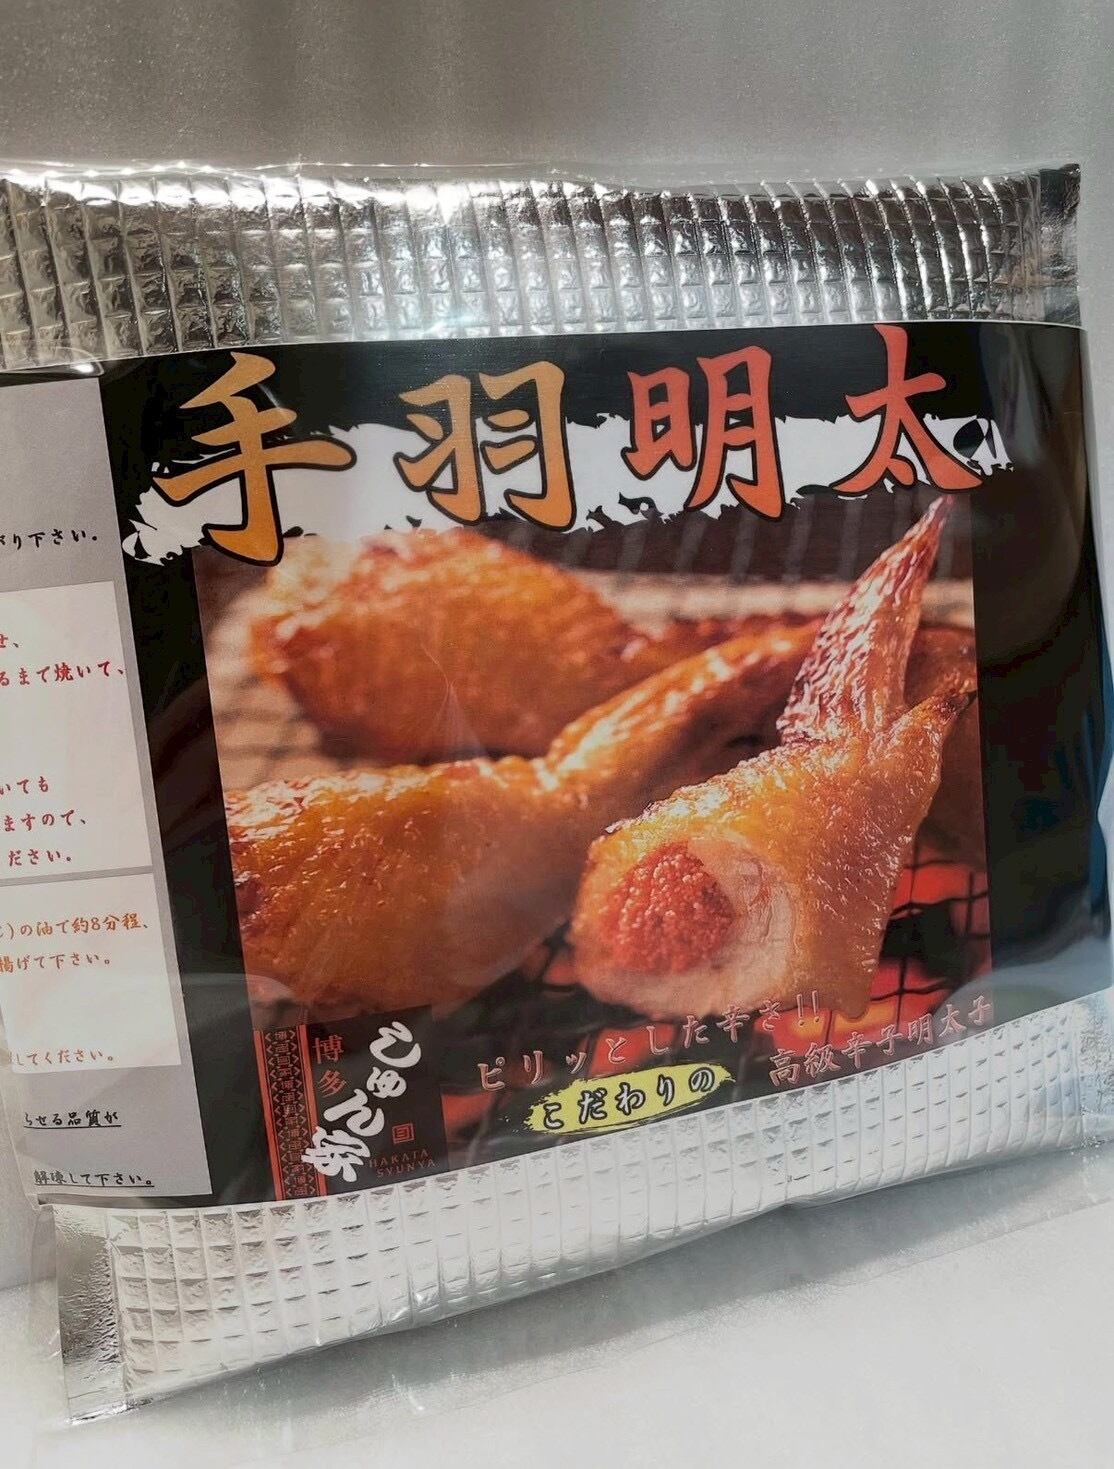 手羽明太
り下さい。
せ、
るまで焼いて、
いても
ますので、
ださい。
)の油で約8分程、
揚げて下さい。
してください。
らせる品質が
解凍して下さい。
博多
しゅん家
HAKATA
SYUNYA
ピリッとした辛さ!!
こだわりの
高級辛子明太子